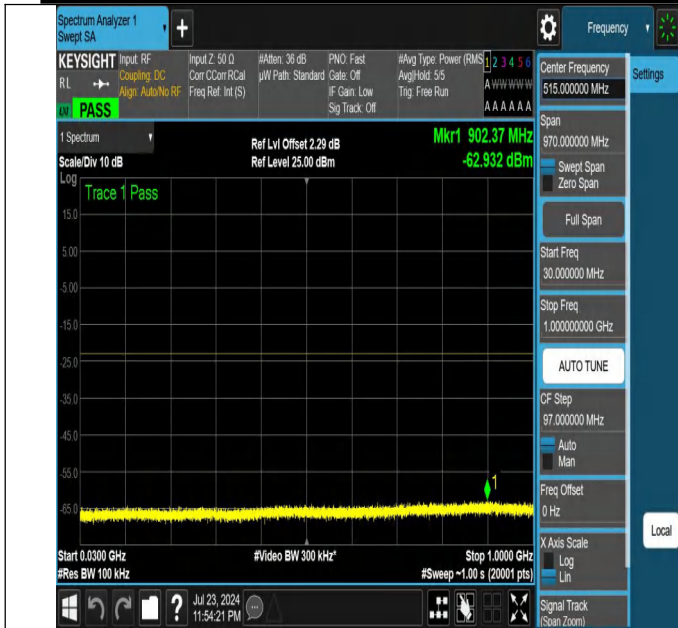 Spectrum Analyzer 1
Swept SA
+
Frequency
KEYSIGHT
RL
PASS
Input: RF
Coupling: DC
Align: Auto/No RF
Input Z: 50 Ω
Corr CCorr RCal
Freq Ref: Int (S)
#Atten: 36 dB
µW Path: Standard
PNO: Fast
Gate: Off
IF Gain: Low
Sig Track: Off
#Avg Type: Power (RMS
Avg|Hold: 5/5
Trig: Free Run
1 2 3 4 5 6
A W W W W W
A A A A A A
1 Spectrum
Scale/Div 10 dB
Ref Lvl Offset 2.29 dB
Ref Level 25.00 dBm
Mkr1 902.37 MHz
-62.932 dBm
Log
Trace 1 Pass
15.0
5.00
-5.00
-15.0
-25.0
-35.0
-45.0
-55.0
-65.0
1
Start 0.0300 GHz
#Video BW 300 kHz*
Stop 1.0000 GHz
#Res BW 100 kHz
#Sweep ~1.00 s (20001 pts)
Jul 23, 2024
11:54:21 PM
?
Center Frequency
515.000000 MHz
Settings
Span
970.000000 MHz
Swept Span
Zero Span
Full Span
Start Freq
30.000000 MHz
Stop Freq
1.000000000 GHz
AUTO TUNE
CF Step
97.000000 MHz
Auto
Man
Freq Offset
0 Hz
X Axis Scale
Log
Lin
Local
Signal Track
(Span Zoom)